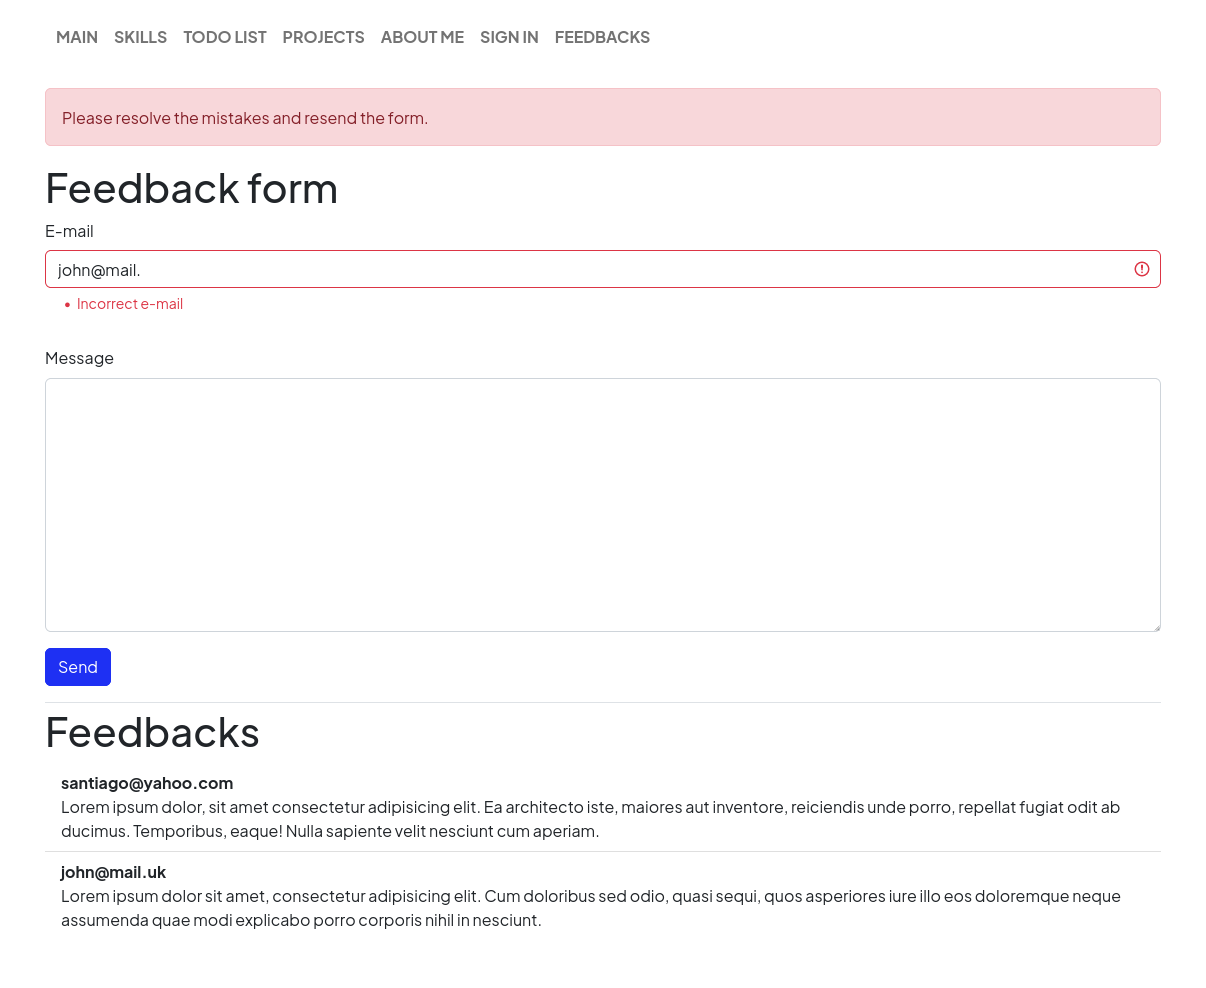 MAIN SKILLS TODO LIST PROJECTS ABOUT ME SIGN IN FEEDBACKS
Please resolve the mistakes and resend the form.
Feedback form
E-mail
john@mail.
• Incorrect e-mail
Message
Send
Feedbacks
santiago@yahoo.com
Lorem ipsum dolor, sit amet consectetur adipisicing elit. Ea architecto iste, maiores aut inventore, reiciendis unde porro, repellat fugiat odit ab
ducimus. Temporibus, eaque! Nulla sapiente velit nesciunt cum aperiam.
john@mail.uk
Lorem ipsum dolor sit amet, consectetur adipisicing elit. Cum doloribus sed odio, quasi sequi, quos asperiores iure illo eos doloremque neque
assumenda quae modi explicabo porro corporis nihil in nesciunt.